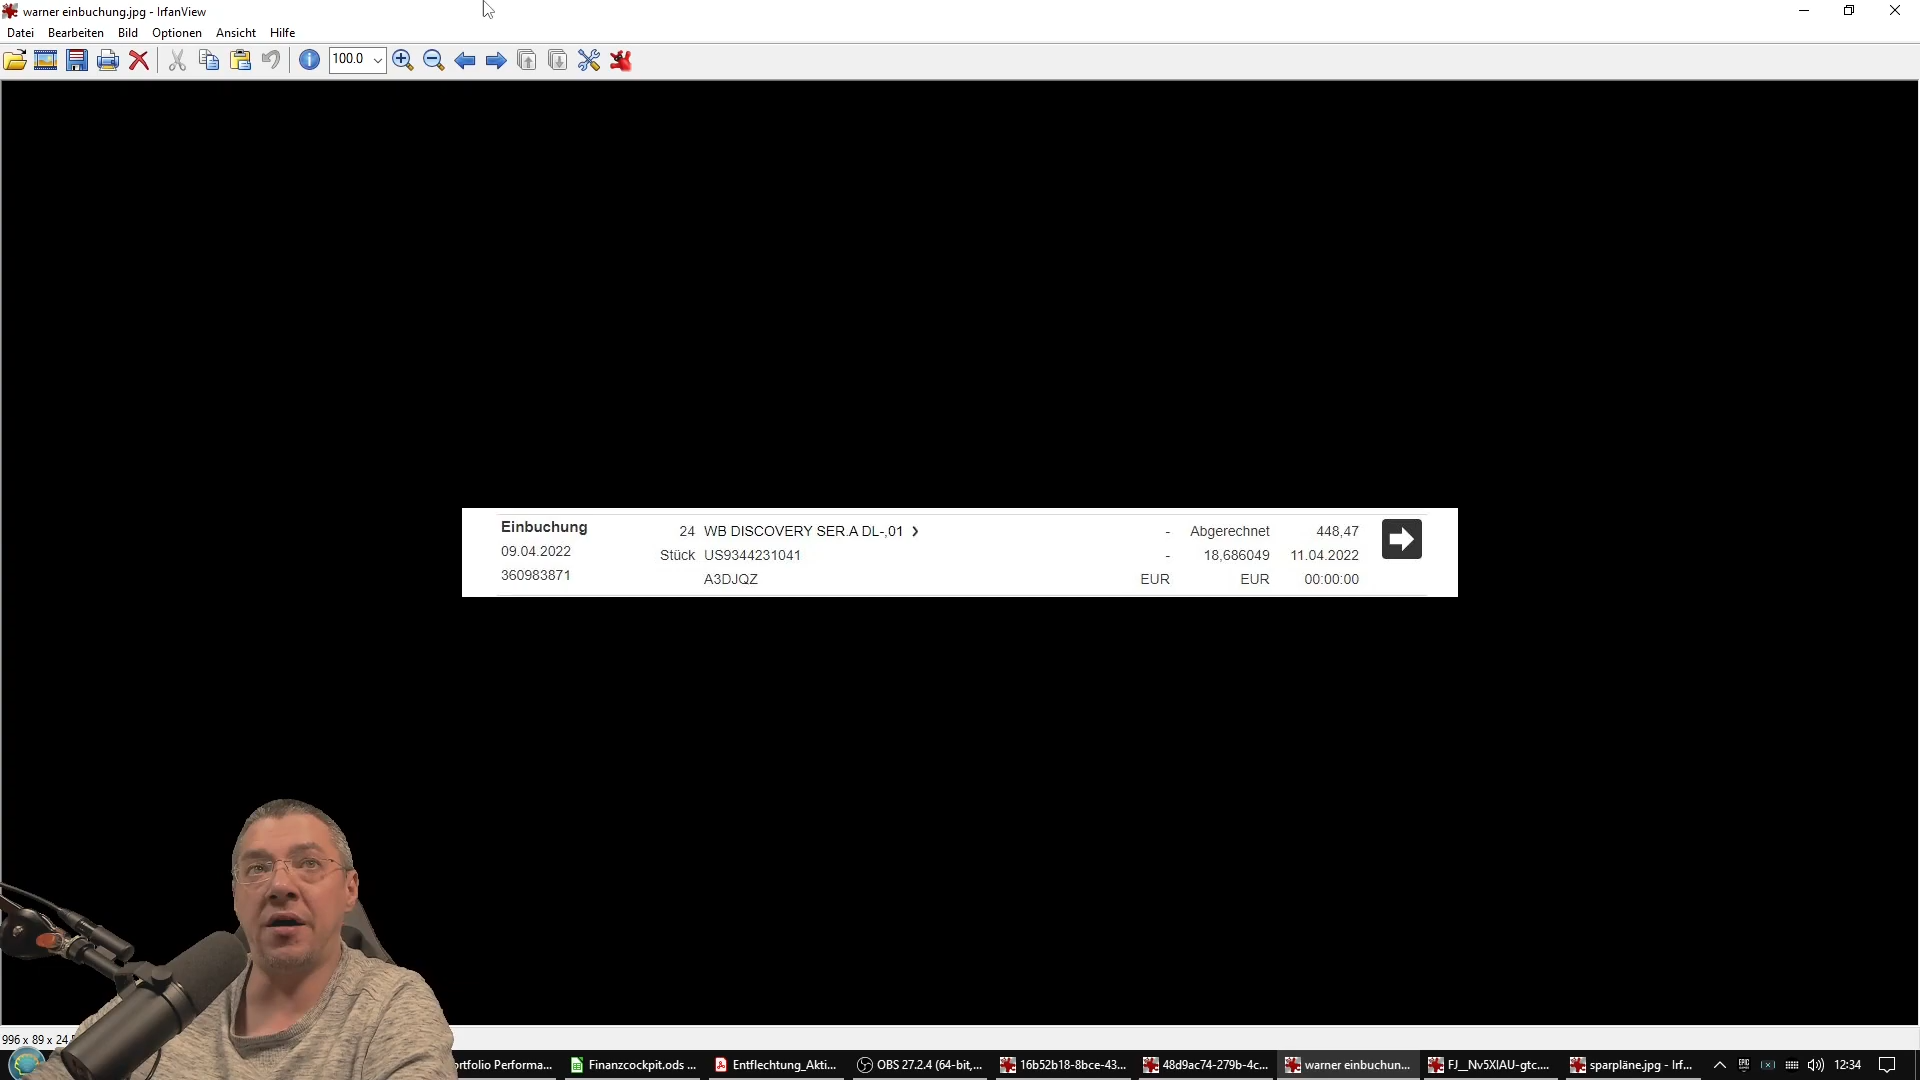 warner einbuchung.jpg - IrfanView
Datei Bearbeiten Bild Optionen Ansicht Hilfe
100.0
Einbuchung 24 WB DISCOVERY SER.A DL-,01 - Abgerechnet 448,47
09.04.2022 Stück US9344231041 - 18,686049 11.04.2022
360983871 A3DJQZ EUR EUR 00:00:00
996 x 89 x 24
ortfolio Performa... Finanzcockpit.ods ... Entflechtung_Akti... OBS 27.2.4 (64-bit,... 16b52b18-8bce-43... 48d9ac74-279b-4c... warner einbuchun... FJ__Nv5XIAU-gtc.... sparpläne.jpg - Irf... 12:34